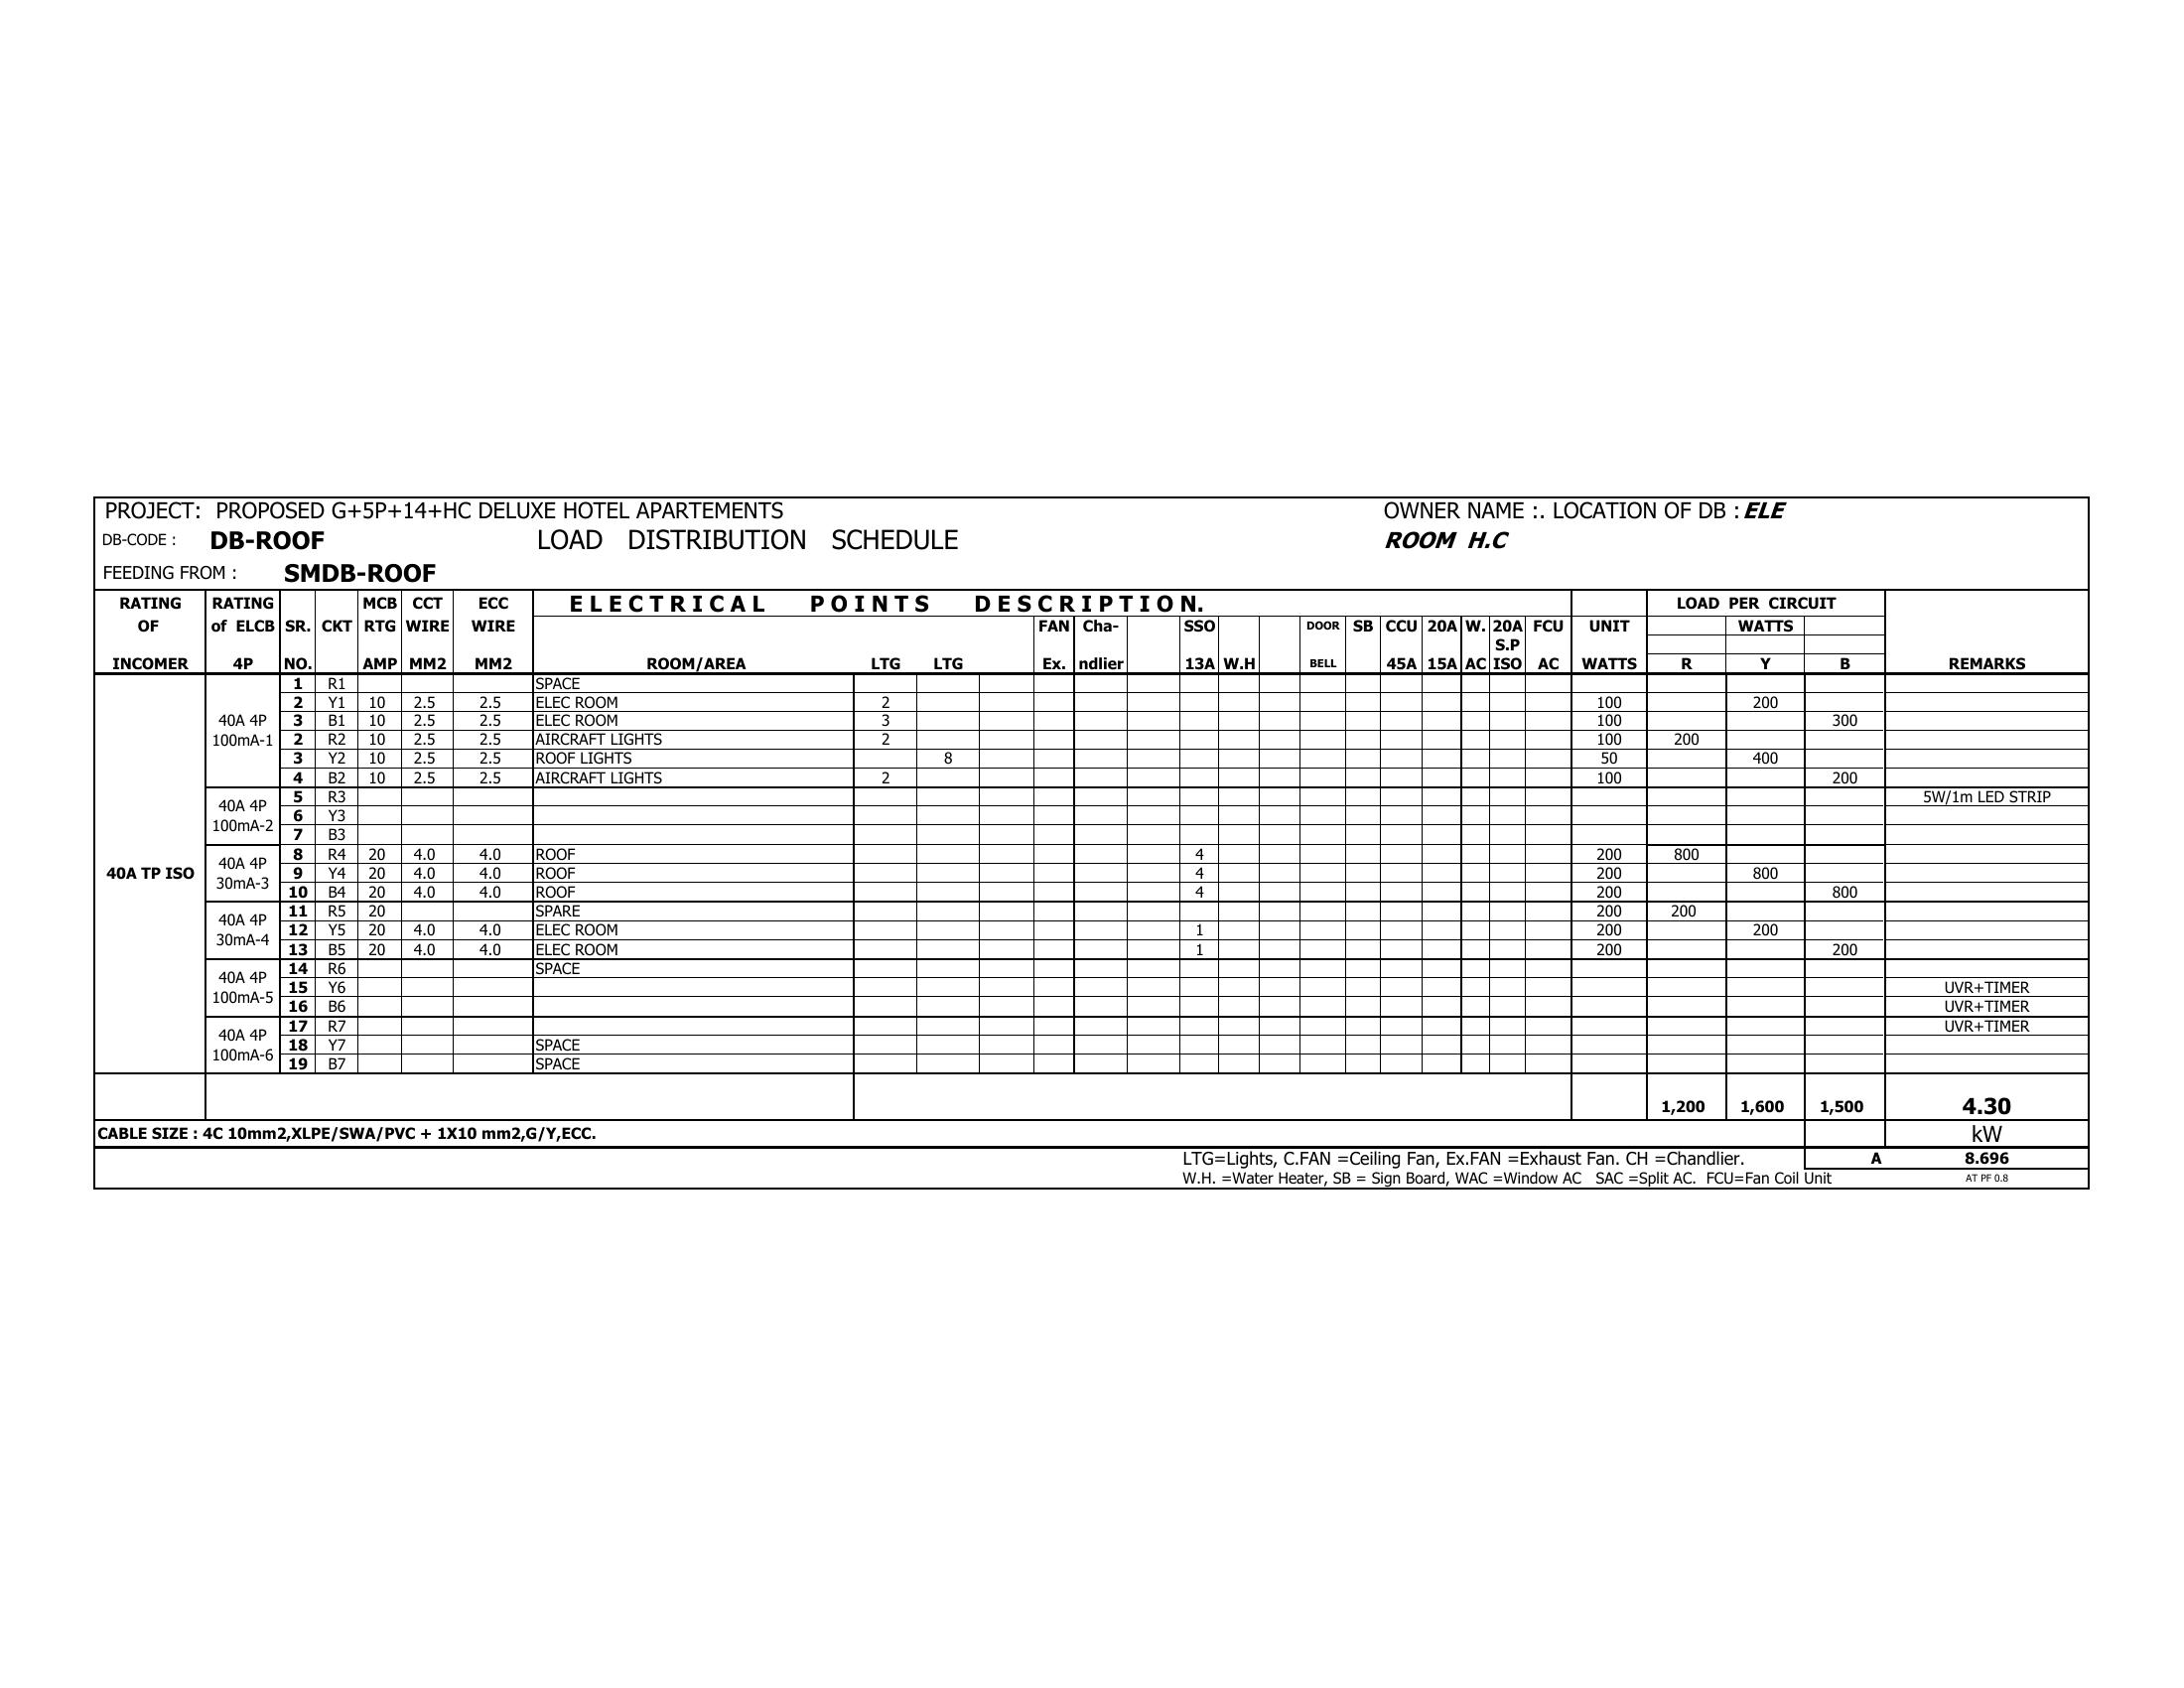 PROJECT: PROPOSED G+5P+14+HC DELUXE HOTEL APARTEMENTS OWNER NAME :. LOCATION OF DB : ELE
DB-CODE : DB-ROOF LOAD DISTRIBUTION SCHEDULE ROOM H.C
FEEDING FROM : SMDB-ROOF
RATING RATING MCB CCT ECC ELECTRICAL POINTS DESCRIPTION. LOAD PER CIRCUIT
OF of ELCB SR. CKT RTG WIRE WIRE FAN Cha- SSO DOOR SB CCU 20A W. 20A FCU UNIT WATTS
S.P
INCOMER 4P NO. AMP MM2 MM2 ROOM/AREA LTG LTG Ex. ndlier 13A W.H BELL 45A 15A AC ISO AC WATTS R Y B REMARKS
1 R1 SPACE
2 Y1 10 2.5 2.5 ELEC ROOM 2 100 200
40A 4P 3 B1 10 2.5 2.5 ELEC ROOM 3 100 300
100mA-1 2 R2 10 2.5 2.5 AIRCRAFT LIGHTS 2 100 200
3 Y2 10 2.5 2.5 ROOF LIGHTS 8 50 400
4 B2 10 2.5 2.5 AIRCRAFT LIGHTS 2 100 200
5 R3 5W/1m LED STRIP
40A 4P 6 Y3
100mA-2 7 B3
8 R4 20 4.0 4.0 ROOF 4 200 800
40A TP ISO 40A 4P 9 Y4 20 4.0 4.0 ROOF 4 200 800
30mA-3 10 B4 20 4.0 4.0 ROOF 4 200 800
11 R5 20 SPARE 200 200
40A 4P 12 Y5 20 4.0 4.0 ELEC ROOM 1 200 200
30mA-4 13 B5 20 4.0 4.0 ELEC ROOM 1 200 200
14 R6 SPACE
40A 4P 15 Y6 UVR+TIMER
100mA-5 16 B6 UVR+TIMER
17 R7 UVR+TIMER
40A 4P 18 Y7 SPACE
100mA-6 19 B7 SPACE
1,200 1,600 1,500 4.30
CABLE SIZE : 4C 10mm2,XLPE/SWA/PVC + 1X10 mm2,G/Y,ECC. kW
LTG=Lights, C.FAN =Ceiling Fan, Ex.FAN =Exhaust Fan. CH =Chandlier. A 8.696
W.H. =Water Heater, SB = Sign Board, WAC =Window AC SAC =Split AC. FCU=Fan Coil Unit AT PF 0.8